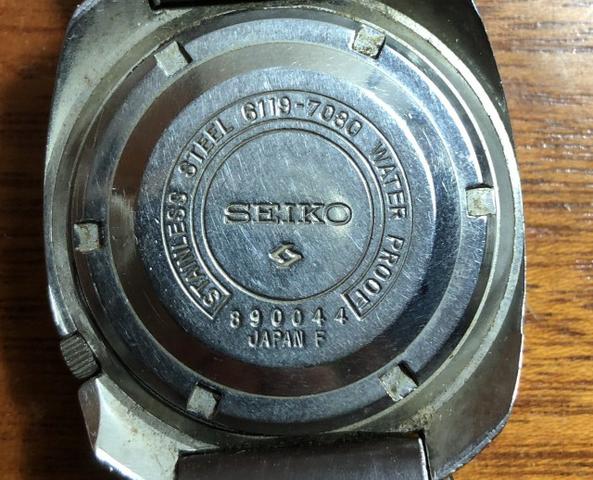 STAINLESS STEEL 6119-7080 WATER PROOF
SEIKO
890044
JAPAN F